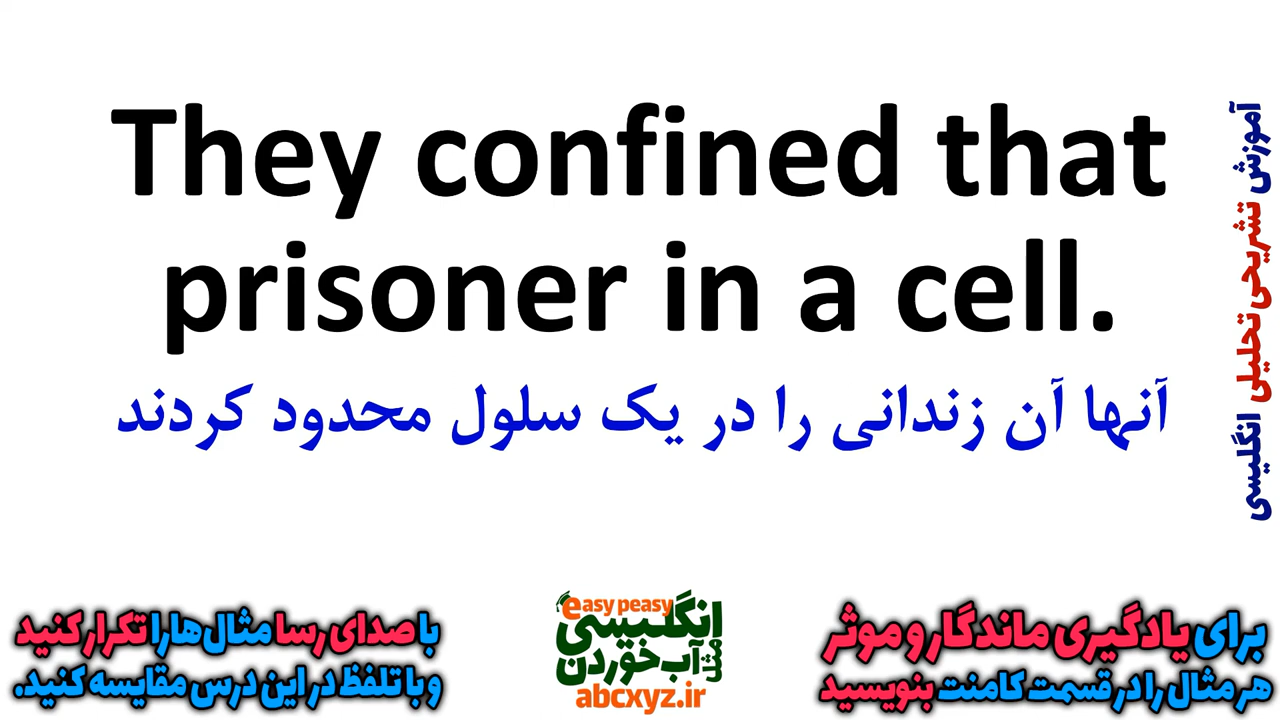 They confined that
prisoner in a cell.
آنها آن زندانی را در یک سلول محدود کردند
آموزش تشریحی تحلیلی انگلیسی
برای یادگیری ماندگار و موثر
هر مثال را در قسمت کامنت بنویسید
easy peasy
انگلیسی
مثل
آب خوردن
abcxyz.ir
با صدای رسا مثال‌ها را تکرار کنید
و با تلفظ در این درس مقایسه کنید.